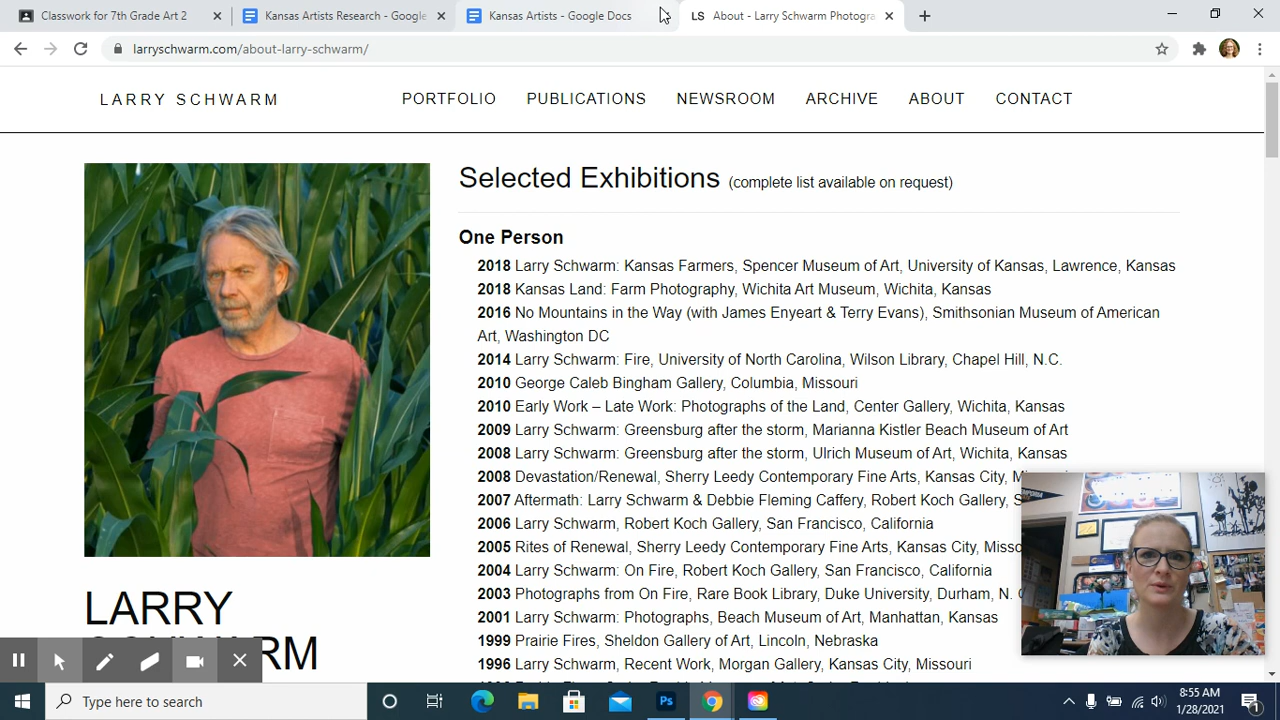 Classwork for 7th Grade Art 2
Kansas Artists Research - Google
Kansas Artists - Google Docs
LS About - Larry Schwarm Photogra
larryschwarm.com/about-larry-schwarm/
LARRY SCHWARM
PORTFOLIO PUBLICATIONS NEWSROOM ARCHIVE ABOUT CONTACT
Selected Exhibitions (complete list available on request)
One Person
2018 Larry Schwarm: Kansas Farmers, Spencer Museum of Art, University of Kansas, Lawrence, Kansas
2018 Kansas Land: Farm Photography, Wichita Art Museum, Wichita, Kansas
2016 No Mountains in the Way (with James Enyeart & Terry Evans), Smithsonian Museum of American
Art, Washington DC
2014 Larry Schwarm: Fire, University of North Carolina, Wilson Library, Chapel Hill, N.C.
2010 George Caleb Bingham Gallery, Columbia, Missouri
2010 Early Work – Late Work: Photographs of the Land, Center Gallery, Wichita, Kansas
2009 Larry Schwarm: Greensburg after the storm, Marianna Kistler Beach Museum of Art
2008 Larry Schwarm: Greensburg after the storm, Ulrich Museum of Art, Wichita, Kansas
2008 Devastation/Renewal, Sherry Leedy Contemporary Fine Arts, Kansas City,
2007 Aftermath: Larry Schwarm & Debbie Fleming Caffery, Robert Koch Gallery,
2006 Larry Schwarm, Robert Koch Gallery, San Francisco, California
2005 Rites of Renewal, Sherry Leedy Contemporary Fine Arts, Kansas City, Misso
2004 Larry Schwarm: On Fire, Robert Koch Gallery, San Francisco, California
2003 Photographs from On Fire, Rare Book Library, Duke University, Durham, N.
2001 Larry Schwarm: Photographs, Beach Museum of Art, Manhattan, Kansas
1999 Prairie Fires, Sheldon Gallery of Art, Lincoln, Nebraska
1996 Larry Schwarm, Recent Work, Morgan Gallery, Kansas City, Missouri
LARRY
RM
EMPORIA
Type here to search
Ps
8:55 AM
1/28/2021
1